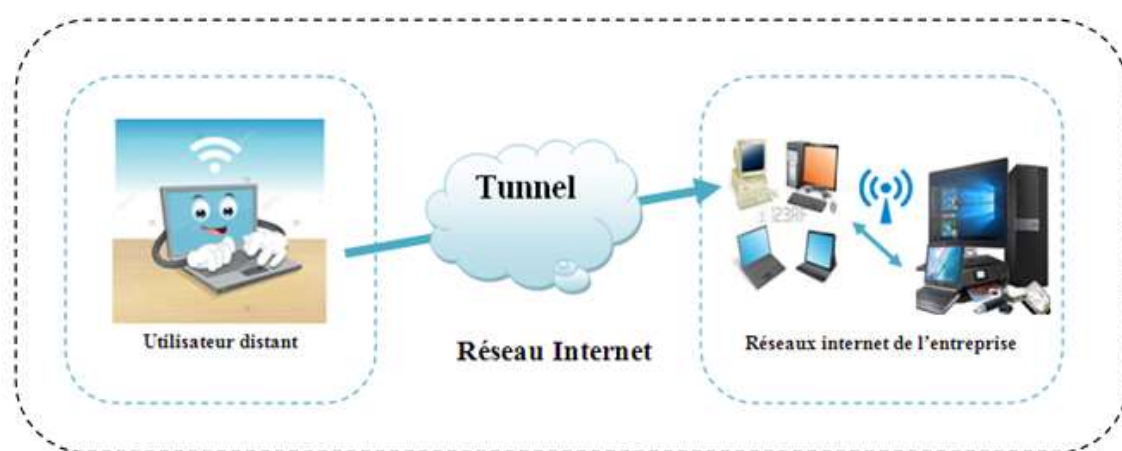 Tunnel
Utilisateur distant
Réseau Internet
Réseaux internet de l'entreprise